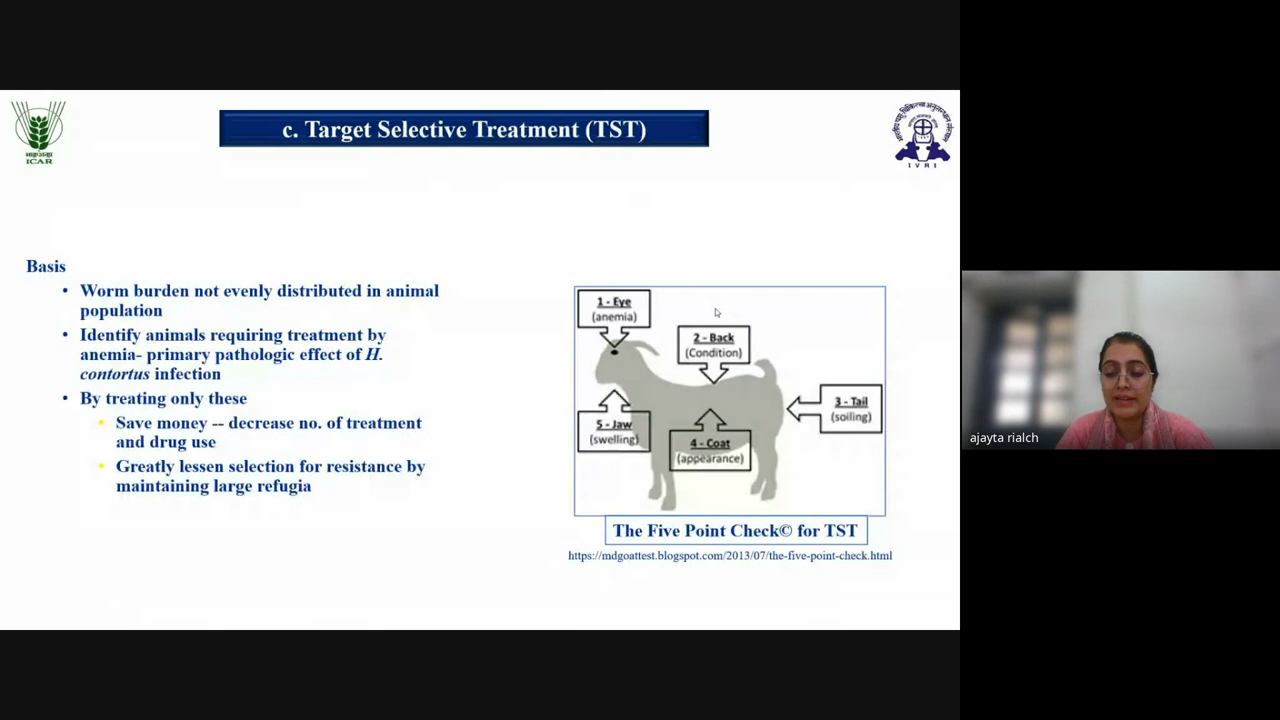 c. Target Selective Treatment (TST)
ICAR
I V R I
Basis
• Worm burden not evenly distributed in animal
population
• Identify animals requiring treatment by
anemia- primary pathologic effect of H.
contortus infection
• By treating only these
• Save money -- decrease no. of treatment
and drug use
• Greatly lessen selection for resistance by
maintaining large refugia
1 - Eye
(anemia)
2 - Back
(Condition)
3 - Tail
(soiling)
5 - Jaw
(swelling)
4 - Coat
(appearance)
The Five Point Check© for TST
https://mdgoattest.blogspot.com/2013/07/the-five-point-check.html
ajayta rialch